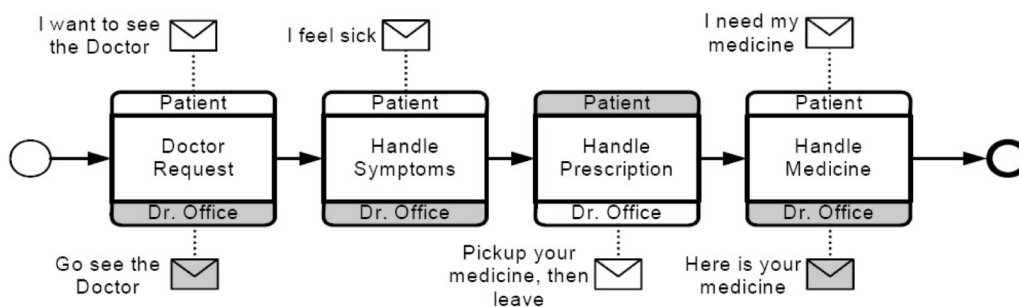 I want to see
the Doctor
I feel sick
I need my
medicine
Patient
Patient
Patient
Patient
Doctor
Request
Handle
Symptoms
Handle
Prescription
Handle
Medicine
Dr. Office
Dr. Office
Dr. Office
Dr. Office
Go see the
Doctor
Pickup your
medicine, then
leave
Here is your
medicine